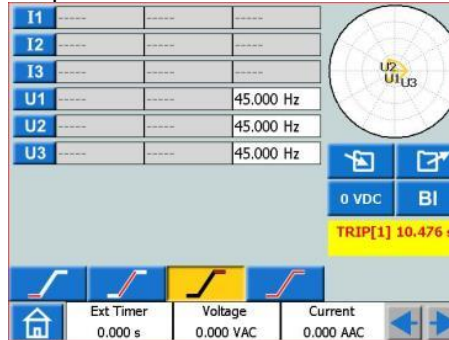 I1 ----- ----- -----
I2 ----- ----- -----
I3 ----- ----- -----
U1 ----- ----- 45.000 Hz
U2 ----- ----- 45.000 Hz
U3 ----- ----- 45.000 Hz
U2
U1 U3
0 VDC BI
TRIP[1] 10.476 s
Ext Timer Voltage Current
0.000 s 0.000 VAC 0.000 AAC